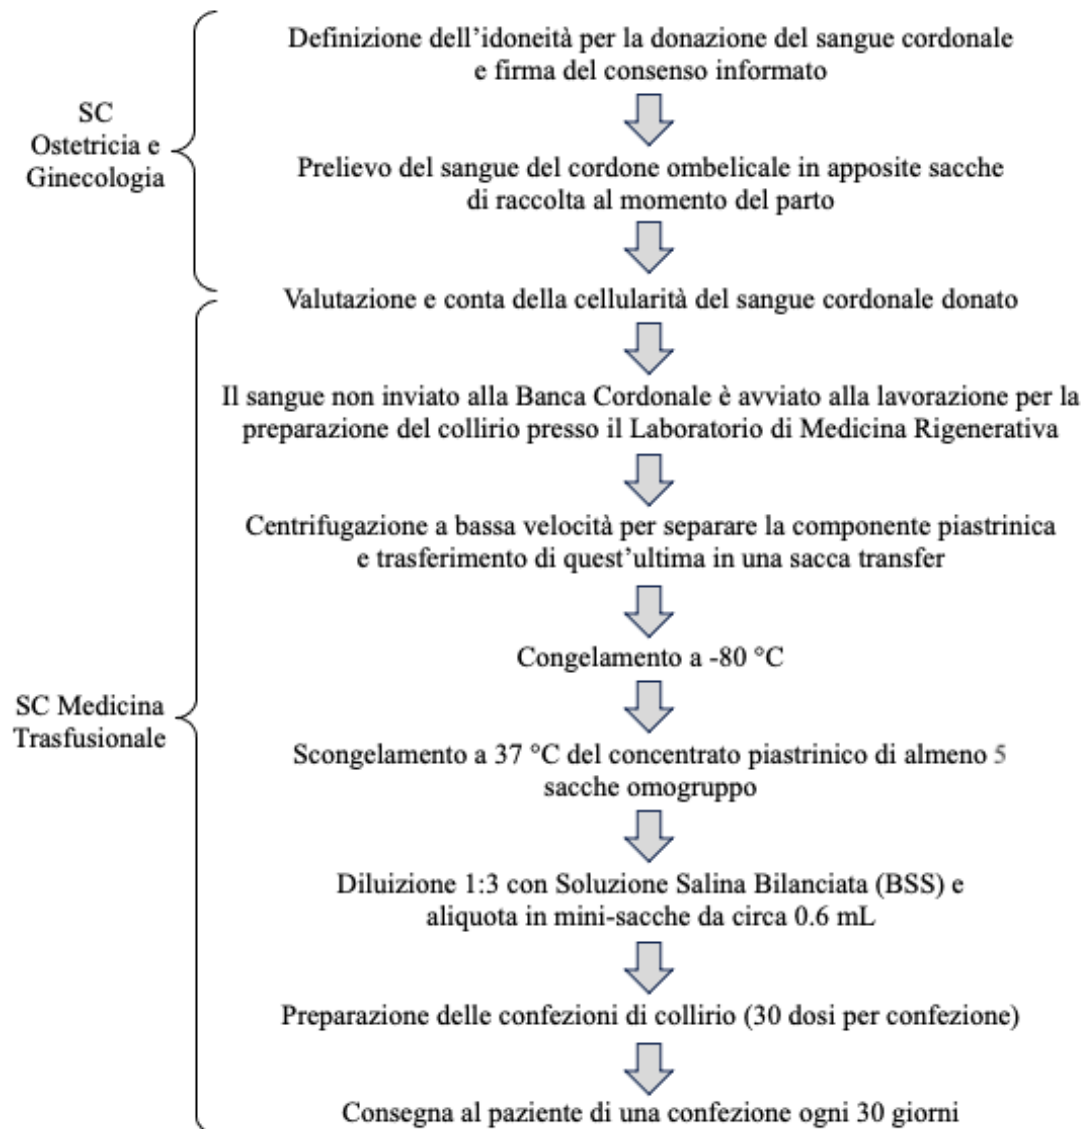 Definizione dell'idoneità per la donazione del sangue cordonale
e firma del consenso informato
SC
Ostetricia e
Ginecologia
Prelievo del sangue del cordone ombelicale in apposite sacche
di raccolta al momento del parto
Valutazione e conta della cellularità del sangue cordonale donato
Il sangue non inviato alla Banca Cordonale è avviato alla lavorazione per la
preparazione del collirio presso il Laboratorio di Medicina Rigenerativa
Centrifugazione a bassa velocità per separare la componente piastrinica
e trasferimento di quest'ultima in una sacca transfer
Congelamento a -80 °C
SC Medicina
Trasfusionale
Scongelamento a 37 °C del concentrato piastrinico di almeno 5
sacche omogruppo
Diluizione 1:3 con Soluzione Salina Bilanciata (BSS) e
aliquota in mini-sacche da circa 0.6 mL
Preparazione delle confezioni di collirio (30 dosi per confezione)
Consegna al paziente di una confezione ogni 30 giorni